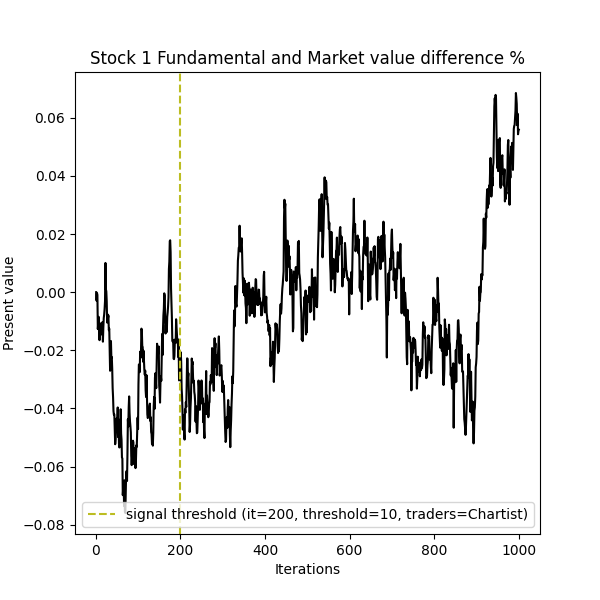 Stock 1 Fundamental and Market value difference %
Present value
0.06
0.04
0.02
0.00
−0.02
−0.04
−0.06
−0.08
signal threshold (it=200, threshold=10, traders=Chartist)
0 200 400 600 800 1000
Iterations